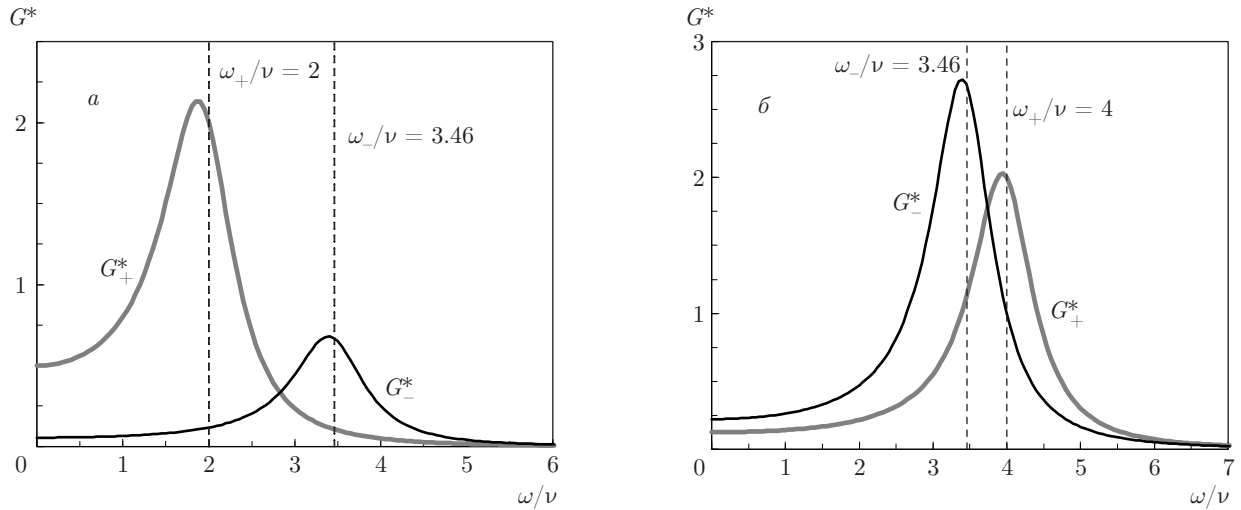 G*
а
ω₊/ν = 2
ω₋/ν = 3.46
G₊*
G₋*
2
1
0
1 2 3 4 5 6
ω/ν
G*
б
ω₋/ν = 3.46
ω₊/ν = 4
G₋*
G₊*
3
2
1
0
1 2 3 4 5 6 7
ω/ν